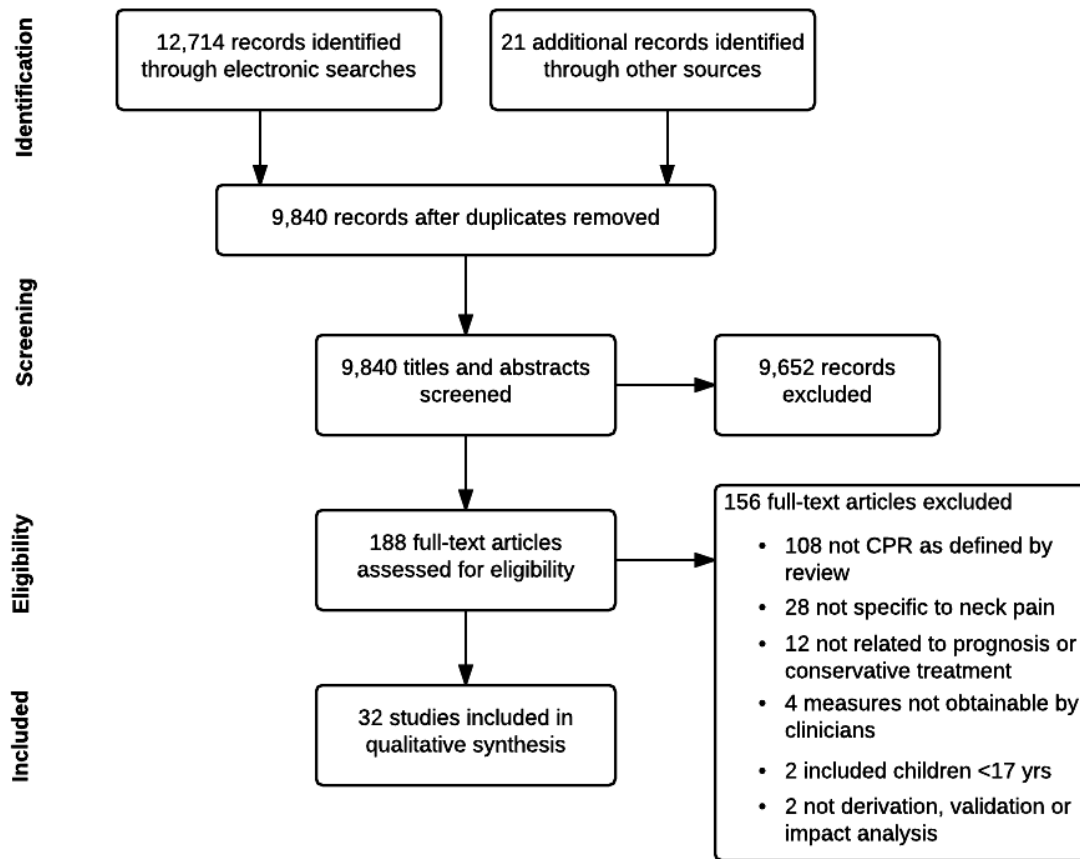 Identification
12,714 records identified
through electronic searches
21 additional records identified
through other sources
9,840 records after duplicates removed
Screening
9,840 titles and abstracts
screened
9,652 records
excluded
Eligibility
188 full-text articles
assessed for eligibility
156 full-text articles excluded
• 108 not CPR as defined by
review
• 28 not specific to neck pain
• 12 not related to prognosis or
conservative treatment
• 4 measures not obtainable by
clinicians
• 2 included children <17 yrs
• 2 not derivation, validation or
impact analysis
Included
32 studies included in
qualitative synthesis